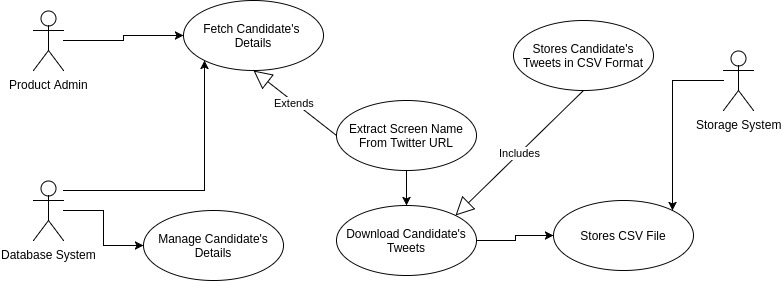 Fetch Candidate's
Details
Product Admin
Stores Candidate's
Tweets in CSV Format
Storage System
Extends
Extract Screen Name
From Twitter URL
Includes
Database System
Manage Candidate's
Details
Download Candidate's
Tweets
Stores CSV File